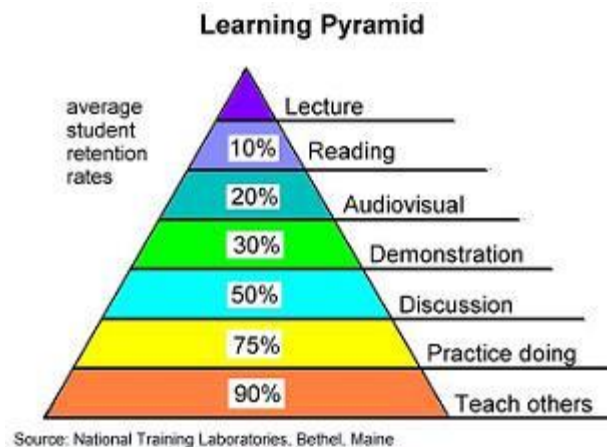 Learning Pyramid
average
student
retention
rates
Lecture
10% Reading
20% Audiovisual
30% Demonstration
50% Discussion
75% Practice doing
90% Teach others
Source: National Training Laboratories, Bethel, Maine